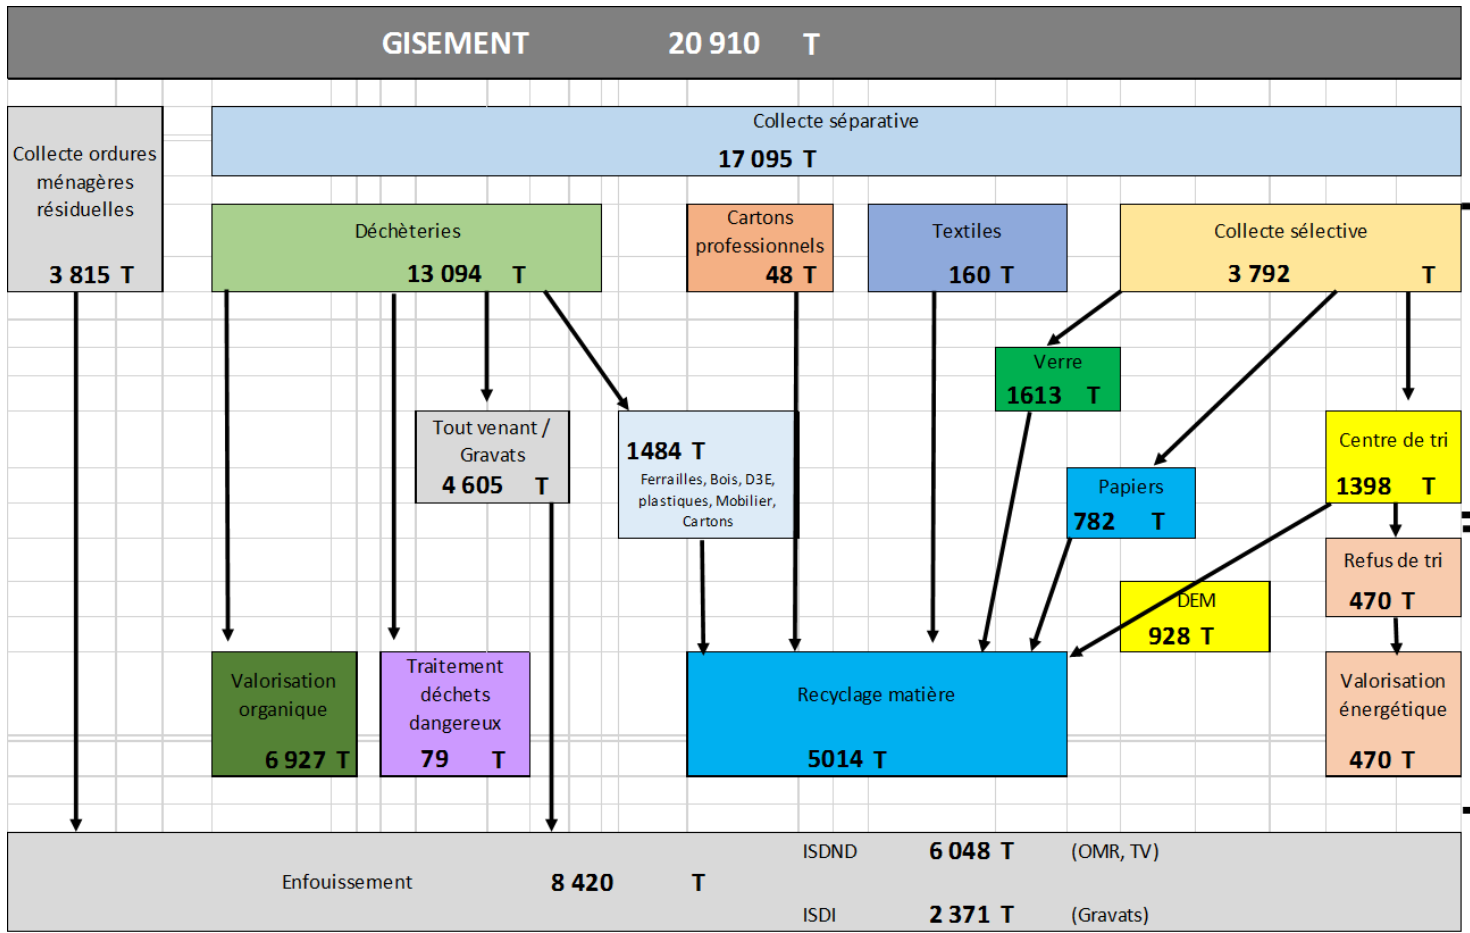 GISEMENT 20 910 T
Collecte séparative
17 095 T
Collecte ordures
ménagères
résiduelles
3 815 T
Déchèteries
13 094 T
Cartons
professionnels
48 T
Textiles
160 T
Collecte sélective
3 792 T
Verre
1613 T
Tout venant /
Gravats
4 605 T
1484 T
Ferrailles, Bois, D3E,
plastiques, Mobilier,
Cartons
Papiers
782 T
Centre de tri
1398 T
Refus de tri
470 T
DEM
928 T
Valorisation
organique
6 927 T
Traitement
déchets
dangereux
79 T
Recyclage matière
5014 T
Valorisation
énergétique
470 T
Enfouissement 8 420 T
ISDND 6 048 T (OMR, TV)
ISDI 2 371 T (Gravats)